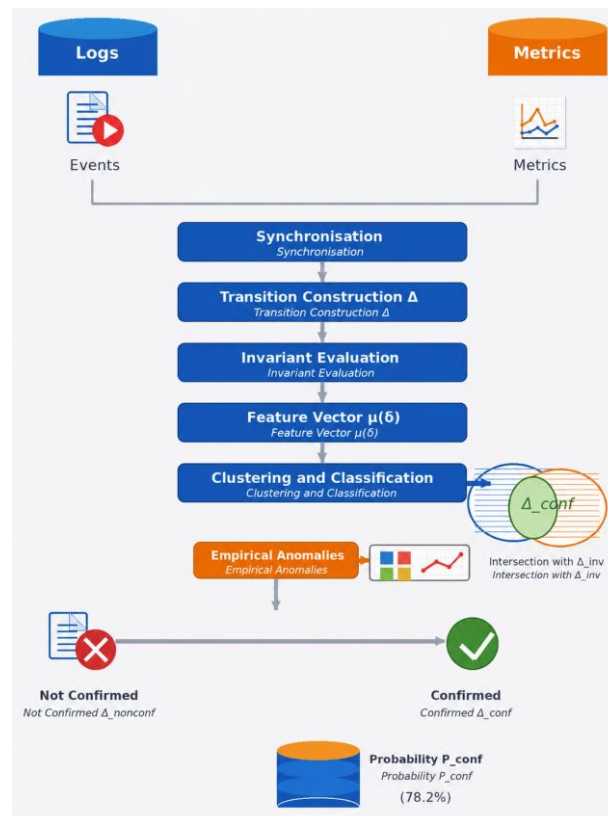 Logs
Metrics
Events
Metrics
Synchronisation
Synchronisation
Transition Construction Δ
Transition Construction Δ
Invariant Evaluation
Invariant Evaluation
Feature Vector μ(δ)
Feature Vector μ(δ)
Clustering and Classification
Clustering and Classification
Δ_conf
Empirical Anomalies
Empirical Anomalies
Intersection with Δ_inv
Intersection with Δ_inv
Not Confirmed
Not Confirmed Δ_nonconf
Confirmed
Confirmed Δ_conf
Probability P_conf
Probability P_conf
(78.2%)